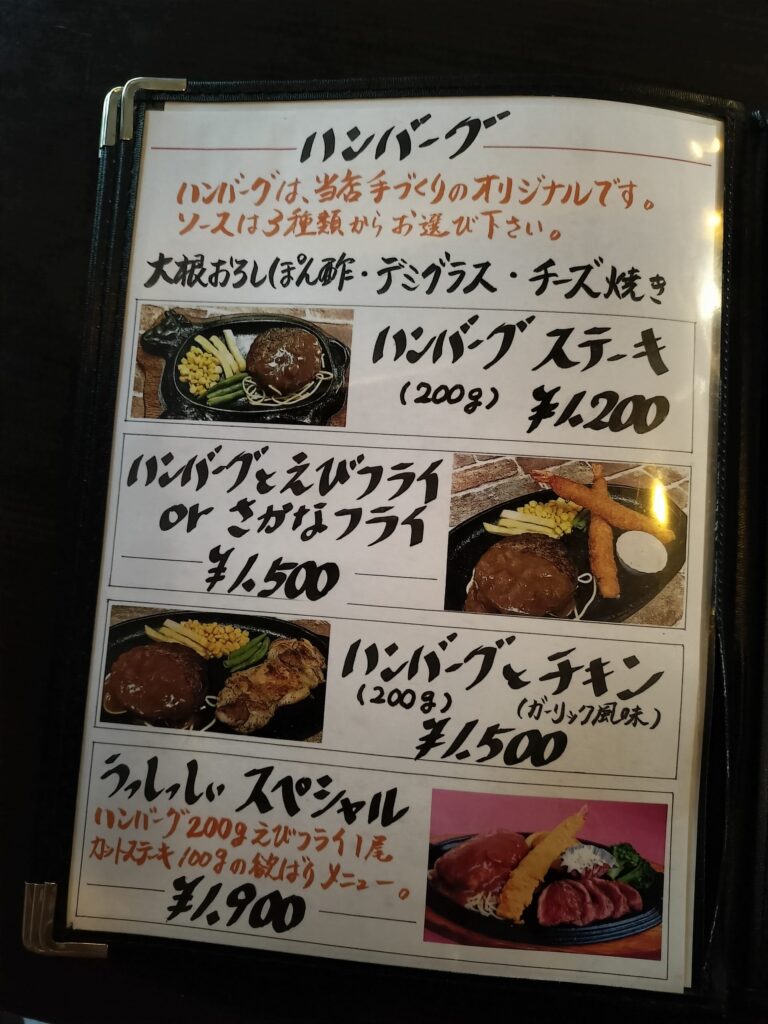 ハンバーグ
ハンバーグは、当店手づくりのオリジナルです。
ソースは3種類からお選び下さい。
大根おろしぽん酢・デミグラス・チーズ焼き
ハンバーグ ステーキ
(200g) ¥1.200
ハンバーグとえびフライ
or さかなフライ
¥1.500
ハンバーグとチキン
(200g) (ガーリック風味)
¥1.500
うっしっしぃ スペシャル
ハンバーグ200gえびフライ1尾
カットステーキ100gの欲ばりメニュー。
¥1.900